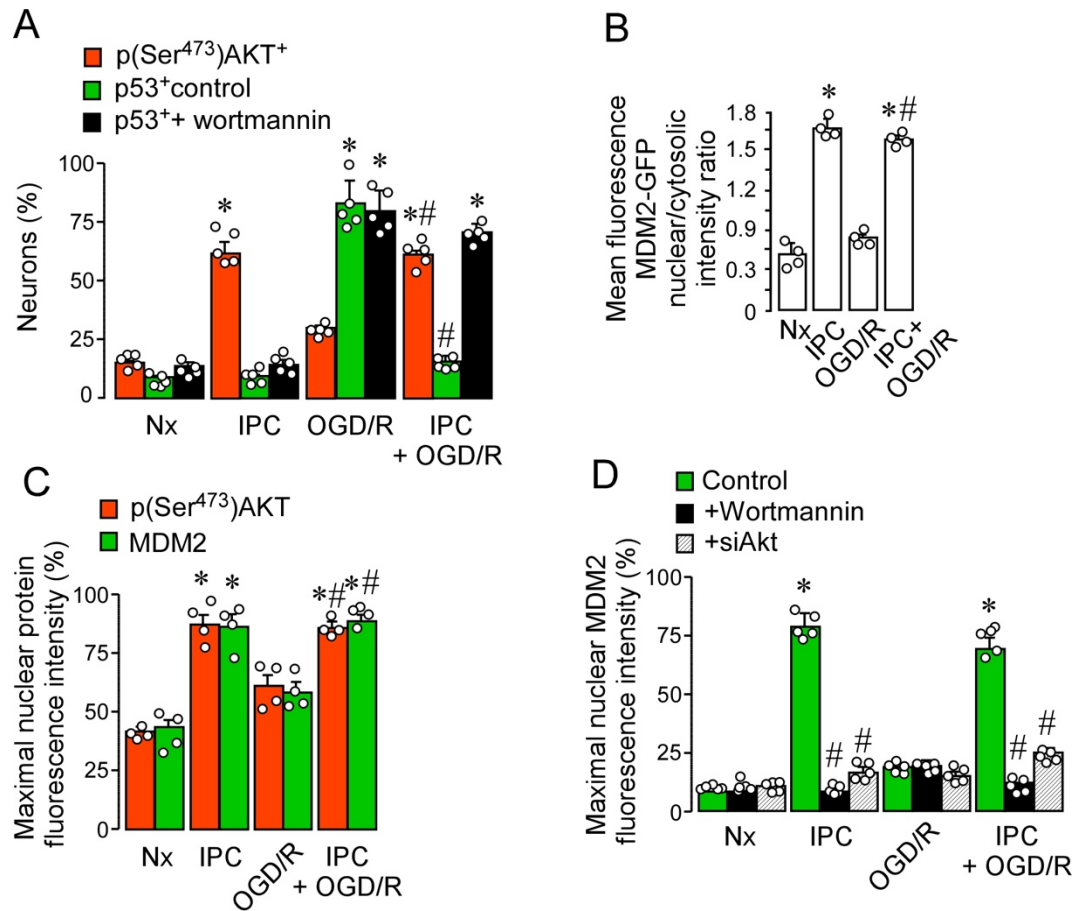 A
p(Ser⁴⁷³)AKT⁺
p53⁺control
p53⁺+ wortmannin
Neurons (%)
100
75
50
25
0
*
* *
*# *
#
Nx IPC OGD/R IPC
+ OGD/R
B
Mean fluorescence
MDM2-GFP
nuclear/cytosolic
intensity ratio
1.8
1.5
1.2
0.9
0.3
*
*#
Nx
IPC
OGD/R
IPC+
OGD/R
C
p(Ser⁴⁷³)AKT
MDM2
Maximal nuclear protein
fluorescence intensity (%)
100
75
50
25
0
* *
*# *#
Nx IPC OGD/R IPC
+ OGD/R
D
Control
+Wortmannin
+siAkt
Maximal nuclear MDM2
fluorescence intensity (%)
100
75
50
25
0
*
# #
*
# #
Nx IPC OGD/R IPC
+ OGD/R